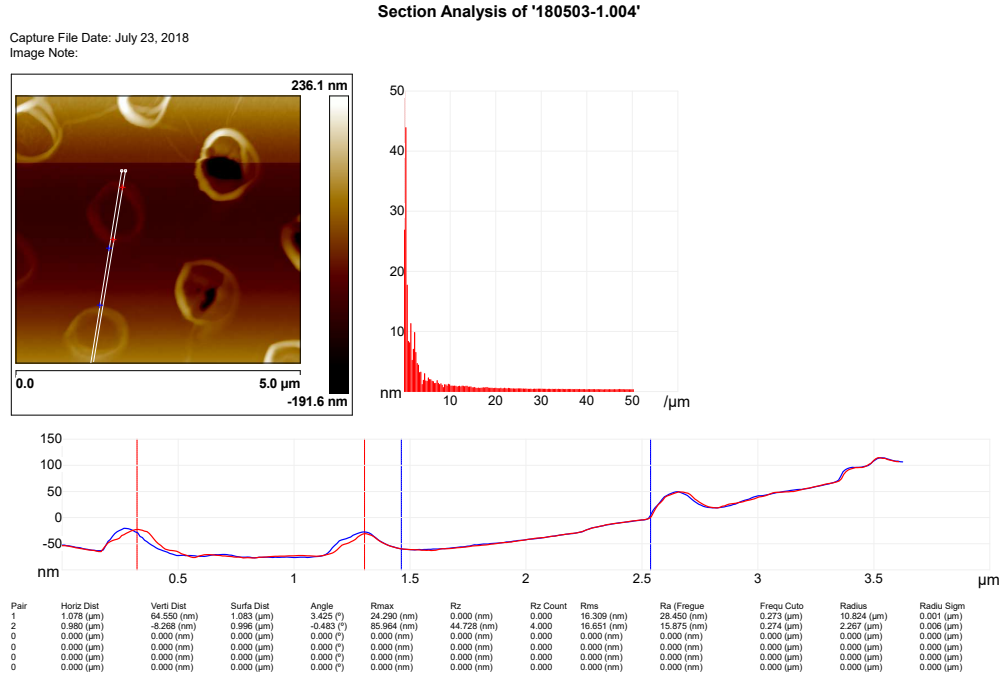 Section Analysis of '180503-1.004'
Capture File Date: July 23, 2018
Image Note:
236.1 nm
0.0 5.0 µm
-191.6 nm
50
40
30
20
10
nm
10 20 30 40 50 /µm
150
100
50
0
-50
nm
0.5 1 1.5 2 2.5 3 3.5 µm
Pair Horiz Dist Verti Dist Surfa Dist Angle Rmax Rz Rz Count Rms Ra (Fregue Frequ Cuto Radius Radiu Sigm
1 1.078 (µm) 64.550 (nm) 1.083 (µm) 3.425 (º) 24.290 (nm) 0.000 (nm) 0.000 16.309 (nm) 28.450 (nm) 0.273 (µm) 10.824 (µm) 0.001 (µm)
2 0.980 (µm) -8.268 (nm) 0.996 (µm) -0.483 (º) 85.964 (nm) 44.728 (nm) 4.000 16.651 (nm) 15.875 (nm) 0.274 (µm) 2.267 (µm) 0.006 (µm)
0 0.000 (µm) 0.000 (nm) 0.000 (µm) 0.000 (º) 0.000 (nm) 0.000 (nm) 0.000 0.000 (nm) 0.000 (nm) 0.000 (µm) 0.000 (µm) 0.000 (µm)
0 0.000 (µm) 0.000 (nm) 0.000 (µm) 0.000 (º) 0.000 (nm) 0.000 (nm) 0.000 0.000 (nm) 0.000 (nm) 0.000 (µm) 0.000 (µm) 0.000 (µm)
0 0.000 (µm) 0.000 (nm) 0.000 (µm) 0.000 (º) 0.000 (nm) 0.000 (nm) 0.000 0.000 (nm) 0.000 (nm) 0.000 (µm) 0.000 (µm) 0.000 (µm)
0 0.000 (µm) 0.000 (nm) 0.000 (µm) 0.000 (º) 0.000 (nm) 0.000 (nm) 0.000 0.000 (nm) 0.000 (nm) 0.000 (µm) 0.000 (µm) 0.000 (µm)